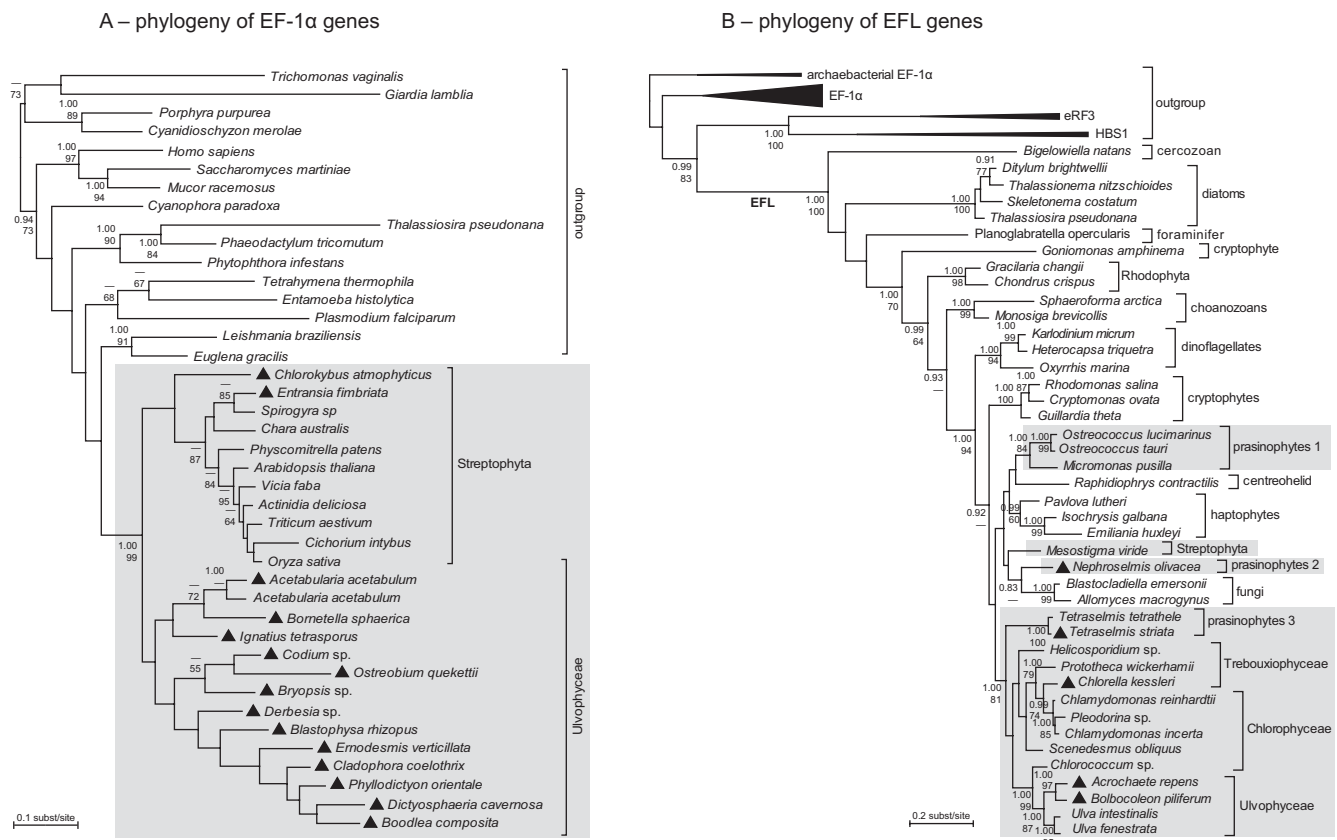 A – phylogeny of EF-1α genes
Trichomonas vaginalis
—
73
Giardia lamblia
1.00
89
Porphyra purpurea
Cyanidioschyzon merolae
1.00
97
Homo sapiens
Saccharomyces martiniae
1.00
94
Mucor racemosus
Cyanophora paradoxa
0.94
73
Thalassiosira pseudonana
1.00
90
1.00
84
Phaeodactylum tricornutum
Phytophthora infestans
—
67
Tetrahymena thermophila
—
68
Entamoeba histolytica
Plasmodium falciparum
1.00
91
Leishmania braziliensis
Euglena gracilis
outgroup
Chlorokybus atmophyticus
—
85
Entransia fimbriata
Spirogyra sp
Chara australis
—
87
Physcomitrella patens
—
84
Arabidopsis thaliana
Vicia faba
—
95
Actinidia deliciosa
—
64
Triticum aestivum
Cichorium intybus
Oryza sativa
Streptophyta
1.00
99
1.00
—
Acetabularia acetabulum
—
72
Acetabularia acetabulum
Bornetella sphaerica
Ignatius tetrasporus
Codium sp.
—
55
Ostreobium quekettii
Bryopsis sp.
Derbesia sp.
Blastophysa rhizopus
Ernodesmis verticillata
Cladophora coelothrix
Phyllodictyon orientale
Dictyosphaeria cavernosa
Boodlea composita
Ulvophyceae
0.1 subst/site
B – phylogeny of EFL genes
archaebacterial EF-1α
EF-1α
eRF3
1.00
100
HBS1
outgroup
0.99
83
EFL
Bigelowiella natans
cercozoan
1.00
100
0.91
77
Ditylum brightwellii
Thalassionema nitzschioides
1.00
100
Skeletonema costatum
Thalassiosira pseudonana
diatoms
Planoglabratella opercularis
foraminifer
Goniomonas amphinema
cryptophyte
1.00
70
1.00
98
Gracilaria changii
Chondrus crispus
Rhodophyta
0.99
64
1.00
99
Sphaeroforma arctica
Monosiga brevicollis
choanozoans
0.93
—
1.00
99
Karlodinium micrum
1.00
94
Heterocapsa triquetra
Oxyrrhis marina
dinoflagellates
1.00
87
Rhodomonas salina
1.00
100
Cryptomonas ovata
Guillardia theta
cryptophytes
1.00
94
1.00
84
1.00
99
Ostreococcus lucimarinus
Ostreococcus tauri
Micromonas pusilla
prasinophytes 1
Raphidiophrys contractilis
centreohelid
0.92
—
0.99
60
Pavlova lutheri
1.00
99
Isochrysis galbana
Emiliania huxleyi
haptophytes
Mesostigma viride
Streptophyta
Nephroselmis olivacea
prasinophytes 2
0.83
—
1.00
99
Blastocladiella emersonii
Allomyces macrogynus
fungi
Tetraselmis tetrathele
1.00
100
Tetraselmis striata
prasinophytes 3
Helicosporidium sp.
1.00
79
Prototheca wickerhamii
Chlorella kessleri
Trebouxiophyceae
1.00
81
0.99
74
Chlamydomonas reinhardtii
1.00
85
Pleodorina sp.
Chlamydomonas incerta
Scenedesmus obliquus
Chlorococcum sp.
Chlorophyceae
1.00
97
Acrochaete repens
1.00
99
Bolbocoleon piliferum
1.00
87
Ulva intestinalis
Ulva fenestrata
Ulvophyceae
0.2 subst/site